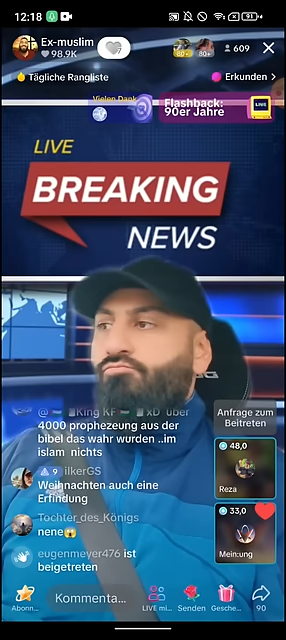 12:18
91
Ex-muslim
98.9K
60+
80+
609
Tägliche Rangliste
Erkunden >
Vielen Dank
Flashback:
90er Jahre
LIVE
LIVE
BREAKING
NEWS
@ King KF xD über
4000 prophezeung aus der
bibel das wahr wurden ..im
islam nichts
9 ilkerGS
Weihnachten auch eine
Erfindung
Tochter_des_Königs
nene
eugenmeyer476 ist
beigetreten
Anfrage zum
Beitreten
48,0
Reza
33,0
Mein:ung
Kommenta...
Abonn...
LIVE mi...
Senden
Gesche...
90